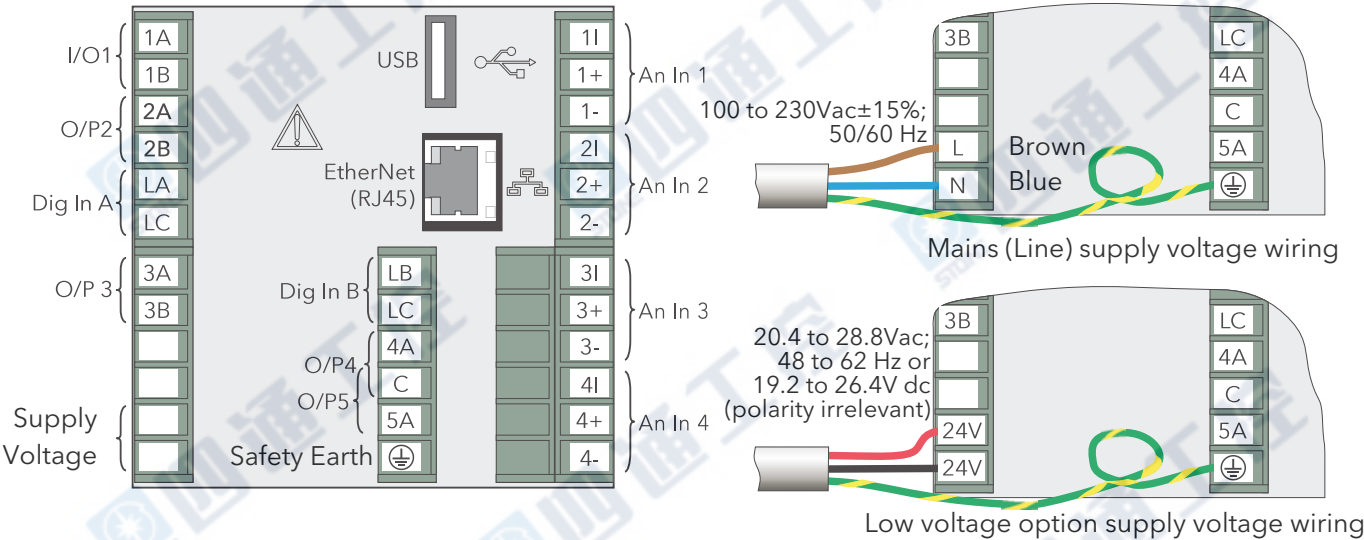 I/O1
1A
1B
O/P2
2A
2B
Dig In A
LA
LC
O/P 3
3A
3B
Supply
Voltage
USB
EtherNet
(RJ45)
Dig In B
LB
LC
O/P4
4A
C
O/P5
5A
Safety Earth
1I
1+
1-
An In 1
2I
2+
2-
An In 2
3I
3+
3-
An In 3
4I
4+
4-
An In 4
100 to 230Vac±15%;
50/60 Hz
3B
L
N
Brown
Blue
LC
4A
C
5A
Mains (Line) supply voltage wiring
20.4 to 28.8Vac;
48 to 62 Hz or
19.2 to 26.4V dc
(polarity irrelevant)
3B
24V
24V
LC
4A
C
5A
Low voltage option supply voltage wiring
四通工控